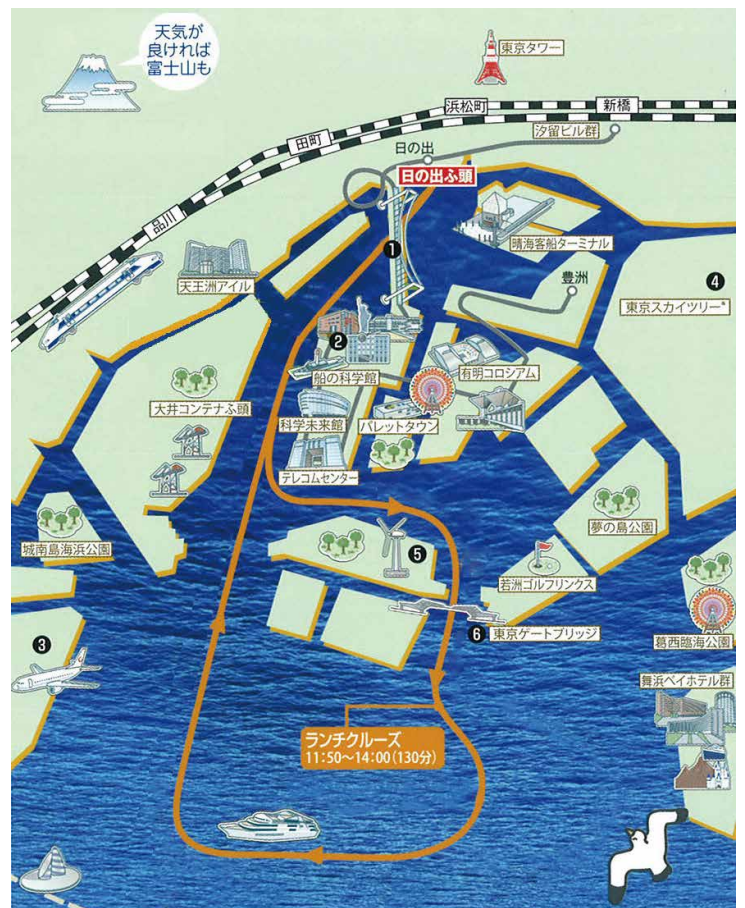 天気が
良ければ
富士山も
東京タワー
新橋
浜松町
汐留ビル群
田町
日の出
日の出ふ頭
品川
晴海客船ターミナル
❶
天王洲アイル
豊洲
❹
東京スカイツリー*
❷
船の科学館
有明コロシアム
大井コンテナふ頭
科学未来館
パレットタウン
テレコムセンター
夢の島公園
城南島海浜公園
❺
若洲ゴルフリンクス
❻
東京ゲートブリッジ
葛西臨海公園
❸
舞浜ベイホテル群
ランチクルーズ
11:50～14:00(130分)